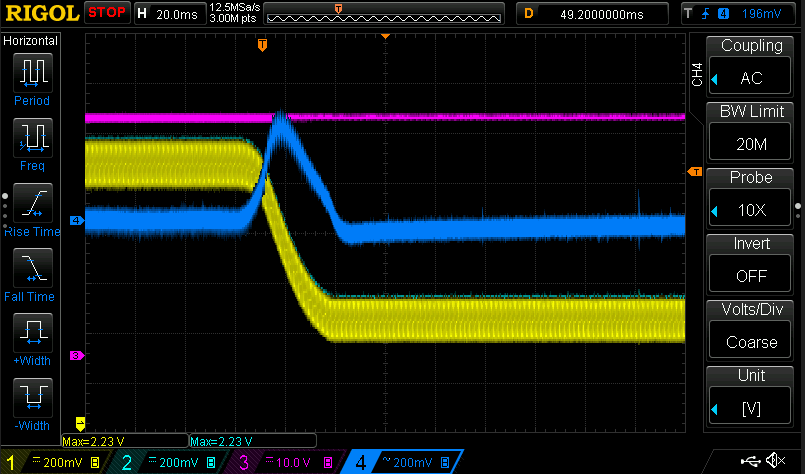 RIGOL STOP H 20.0ms 12.5MSa/s D 49.2000000ms T 4 196mV
3.00M pts
T
Horizontal
Period
Freq
Rise Time
Fall Time
+Width
-Width
T
4
3
T
CH4
Coupling
AC
BW Limit
20M
Probe
10X
Invert
OFF
Volts/Div
Coarse
Unit
[V]
Max=2.23 V Max=2.23 V
1 200mV B 2 200mV B 3 10.0 V B 4 ~200mV B